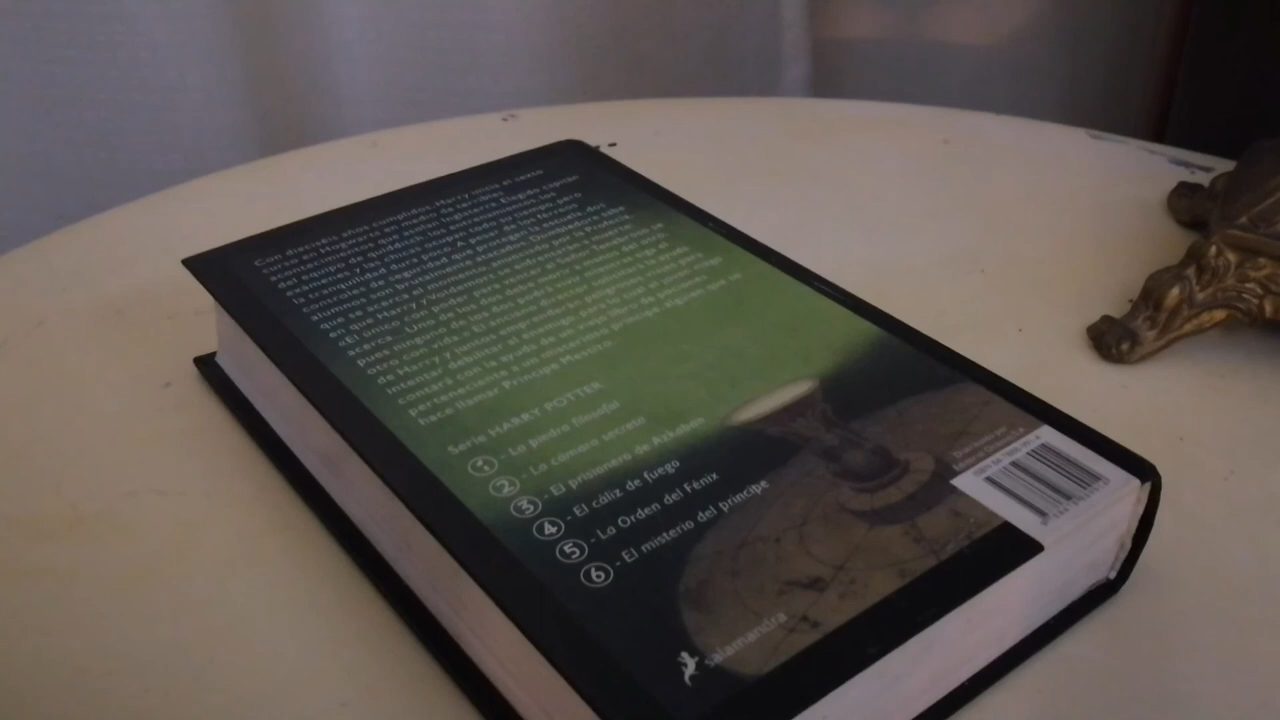 Con dieciséis años cumplidos, Harry inicia el sexto
curso en Hogwarts en medio de terribles
acontecimientos que asolan Inglaterra. Elegido capitán
del equipo de quidditch, los entrenamientos, los
exámenes y las chicas ocupan todo su tiempo, pero
la tranquilidad dura poco. A pesar de los férreos
controles de seguridad que protegen la escuela, dos
alumnos son brutalmente atacados. Dumbledore sabe
que se acerca el momento, anunciado por la Profecía,
en que Harry y Voldemort
«El único con poder para vencer al Señor Tenebroso se
acerca... Uno de los dos debe morir a manos del otro,
pues ninguno de los dos podrá vivir mientras siga el
otro con vida.» El anciano director solicitará la ayuda
de Harry y juntos emprenderán
intentar debilitar al enemigo, para lo cual el joven mago
contará con la ayuda de un viejo libro de
perteneciente a un misterioso príncipe, alguien que se
hace llamar Príncipe Mestizo.
Serie HARRY POTTER
1 - La piedra filosofal
2 - La cámara secreta
3 - El prisionero de Azkaban
4 - El cáliz de fuego
5 - La Orden del Fénix
6 - El misterio del príncipe
salamandra